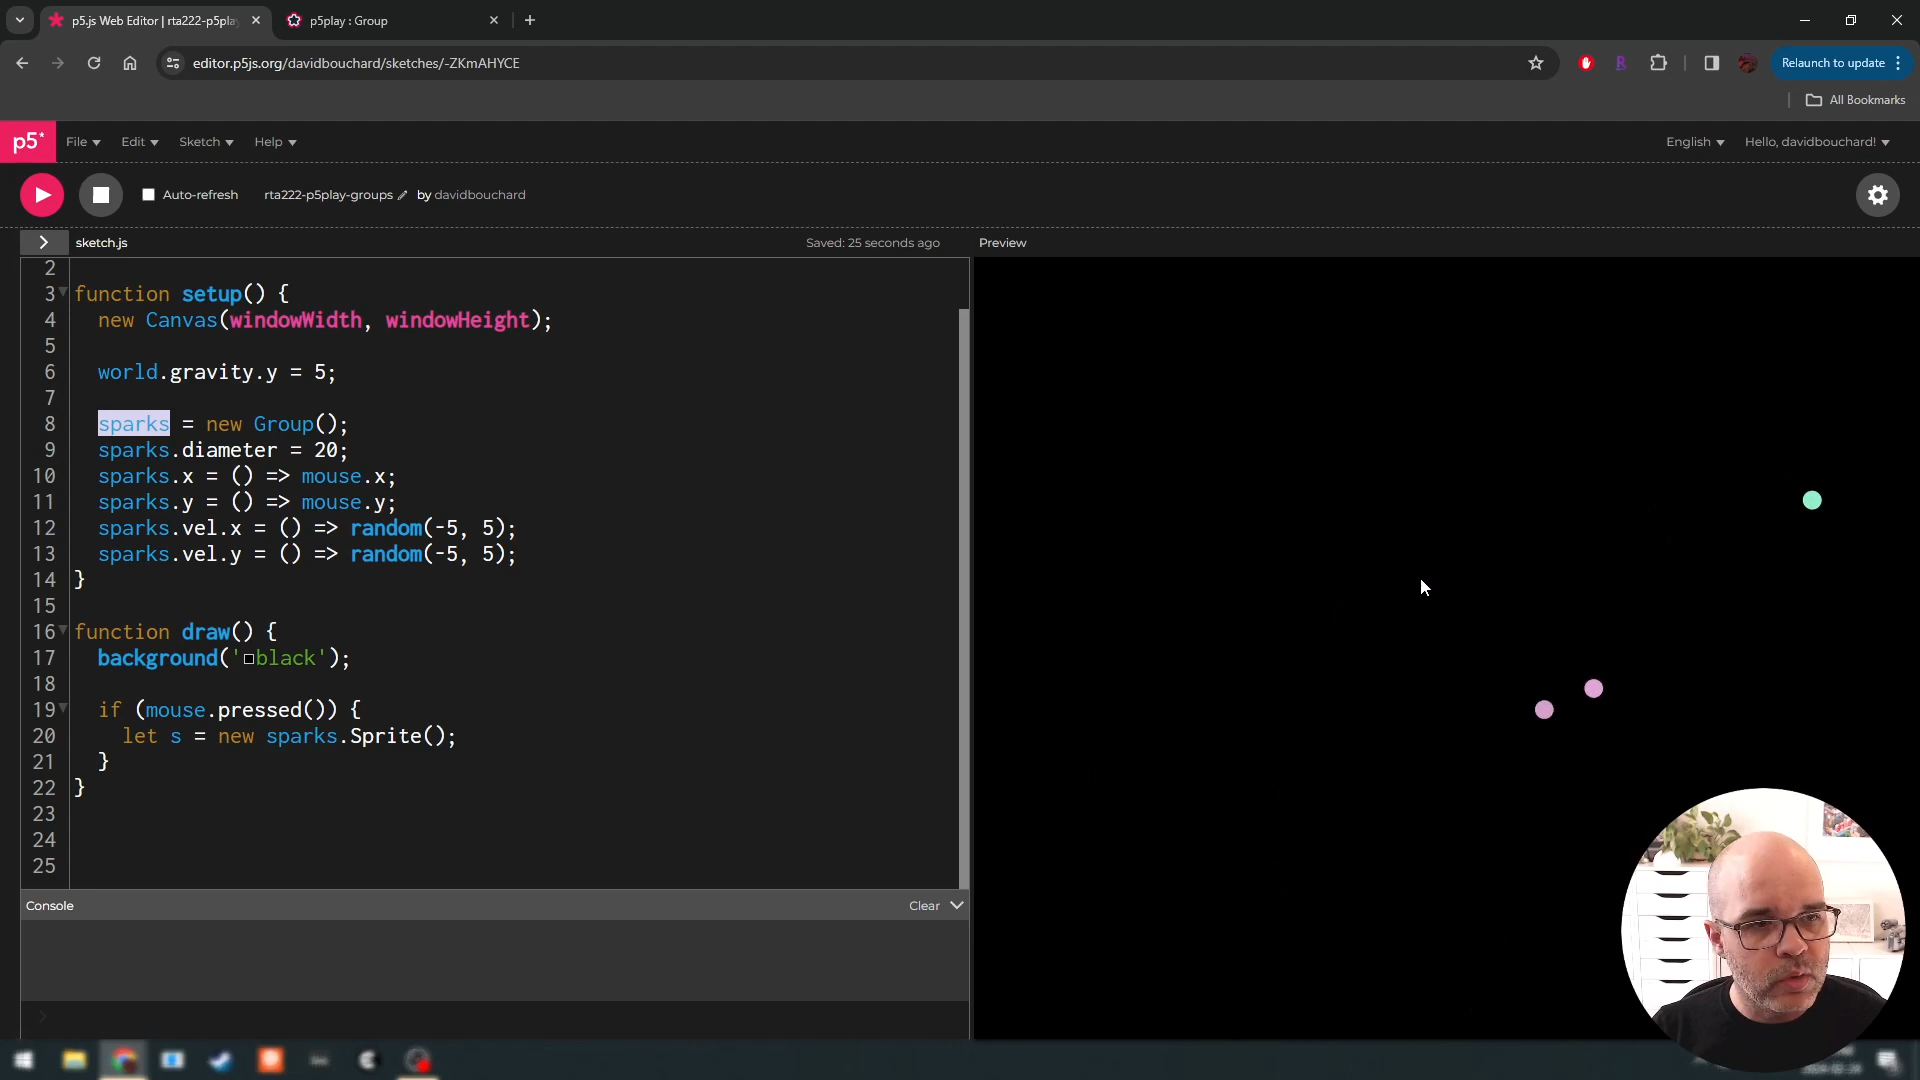 p5.js Web Editor | rta222-p5pla
p5play : Group
editor.p5js.org/davidbouchard/sketches/-ZKmAHYCE
Relaunch to update
All Bookmarks
p5* File Edit Sketch Help
English Hello, davidbouchard!
Auto-refresh rta222-p5play-groups by davidbouchard
sketch.js Saved: 25 seconds ago
Preview
2
3 function setup() {
4 new Canvas(windowWidth, windowHeight);
5
6 world.gravity.y = 5;
7
8 sparks = new Group();
9 sparks.diameter = 20;
10 sparks.x = () => mouse.x;
11 sparks.y = () => mouse.y;
12 sparks.vel.x = () => random(-5, 5);
13 sparks.vel.y = () => random(-5, 5);
14 }
15
16 function draw() {
17 background('black');
18
19 if (mouse.pressed()) {
20 let s = new sparks.Sprite();
21 }
22 }
23
24
25
Console Clear